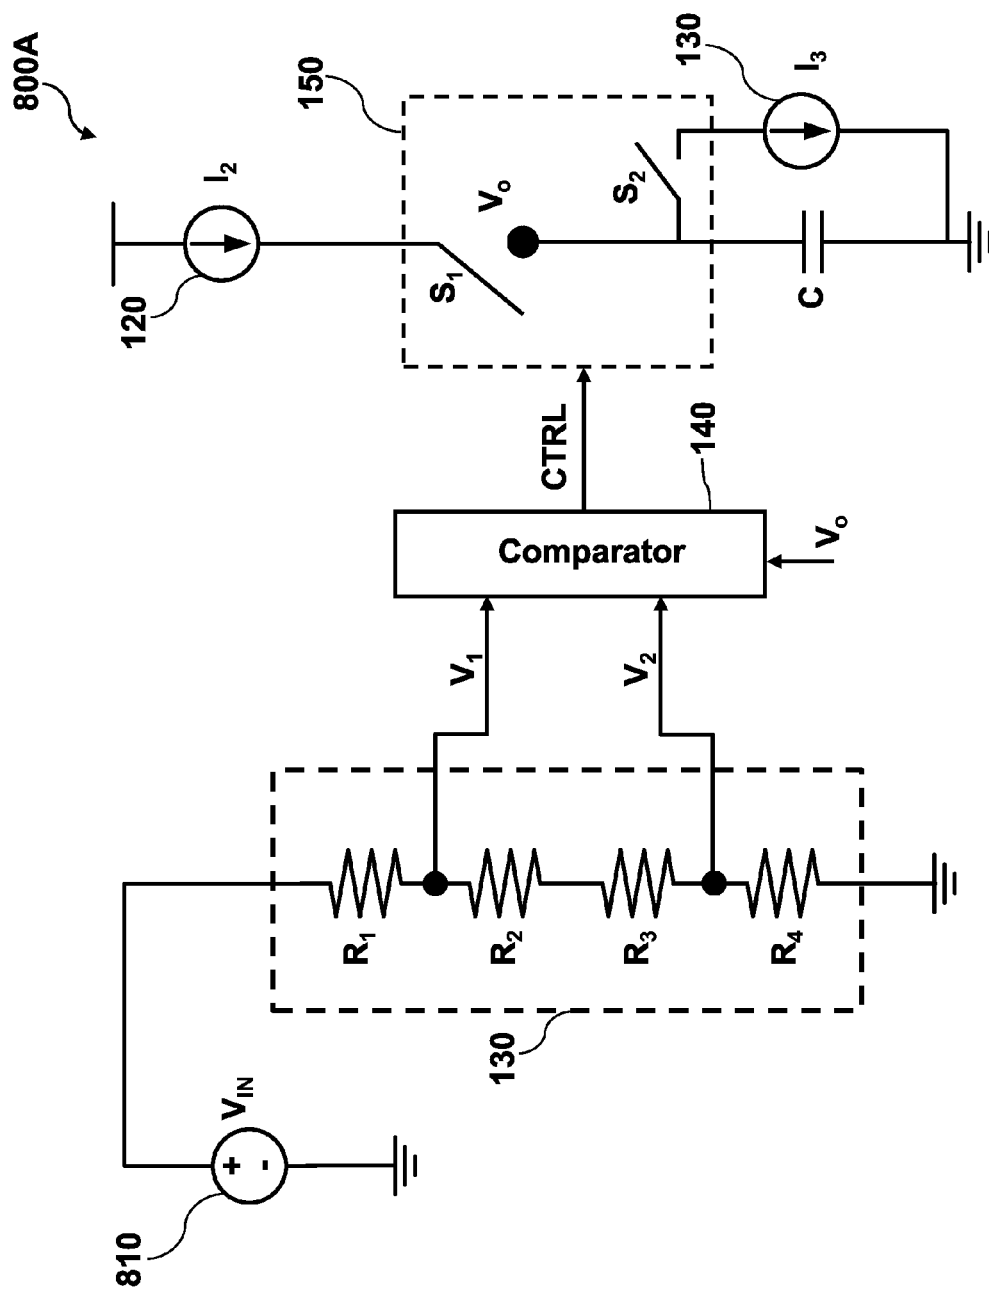 800A
810
V_IN
+
-
130
R₁
R₂
R₃
R₄
V₁
V₂
Comparator
140
Vₒ
CTRL
120
I₂
150
S₁
Vₒ
S₂
C
130
I₃